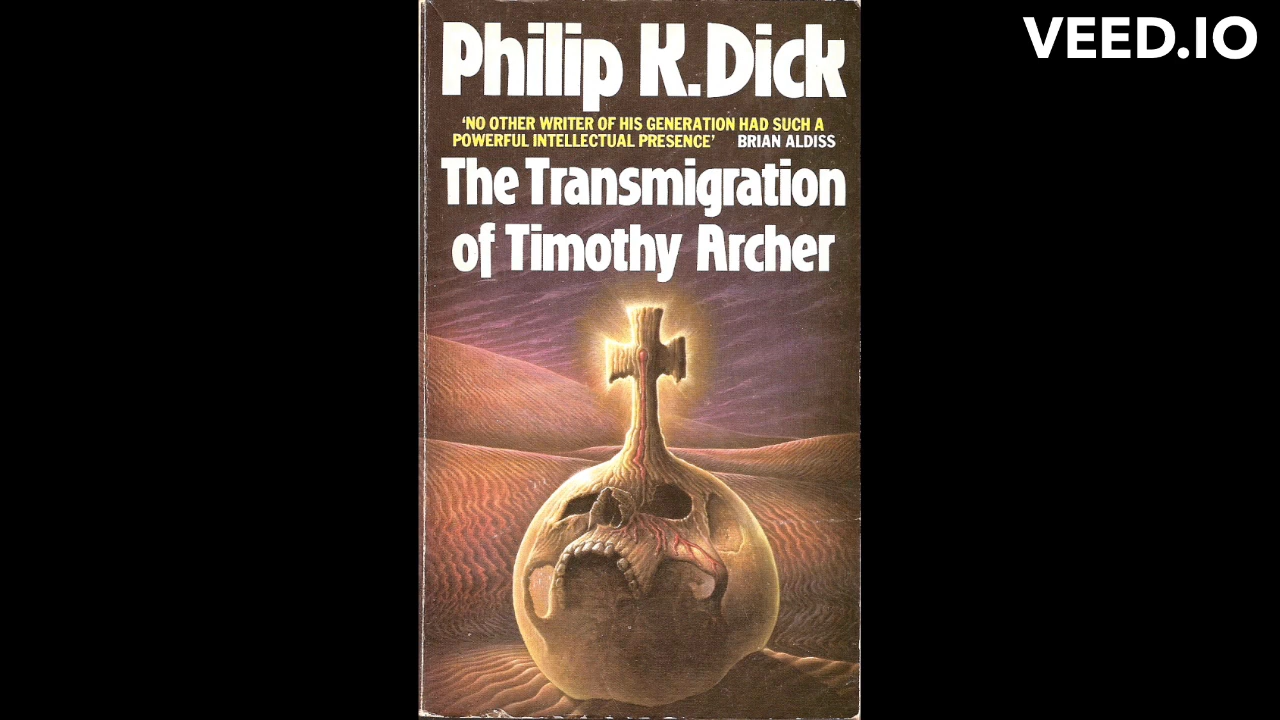 VEED.IO
Philip K. Dick
'NO OTHER WRITER OF HIS GENERATION HAD SUCH A
POWERFUL INTELLECTUAL PRESENCE' BRIAN ALDISS
The Transmigration
of Timothy Archer